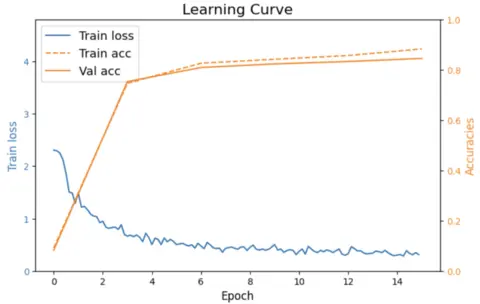 Learning Curve
Train loss
Train acc
Val acc
4
3
2
1
0
Train loss
1.0
0.8
0.6
0.4
0.2
0.0
Accuracies
0 2 4 6 8 10 12 14
Epoch